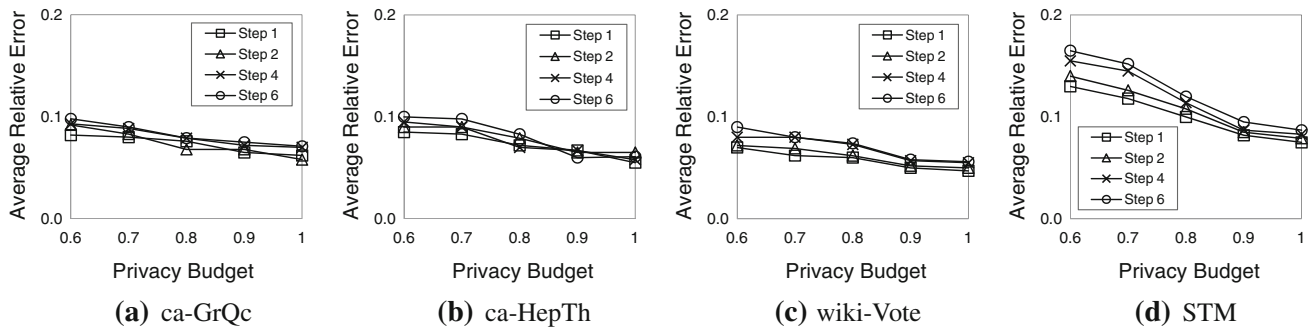 Average Relative Error
0.2
0.1
0.0
Step 1
Step 2
Step 4
Step 6
0.6 0.7 0.8 0.9 1
Privacy Budget
(a) ca-GrQc
Average Relative Error
0.2
0.1
0.0
Step 1
Step 2
Step 4
Step 6
0.6 0.7 0.8 0.9 1
Privacy Budget
(b) ca-HepTh
Average Relative Error
0.2
0.1
0.0
Step 1
Step 2
Step 4
Step 6
0.6 0.7 0.8 0.9 1
Privacy Budget
(c) wiki-Vote
Average Relative Error
0.2
0.1
0.0
Step 1
Step 2
Step 4
Step 6
0.6 0.7 0.8 0.9 1
Privacy Budget
(d) STM